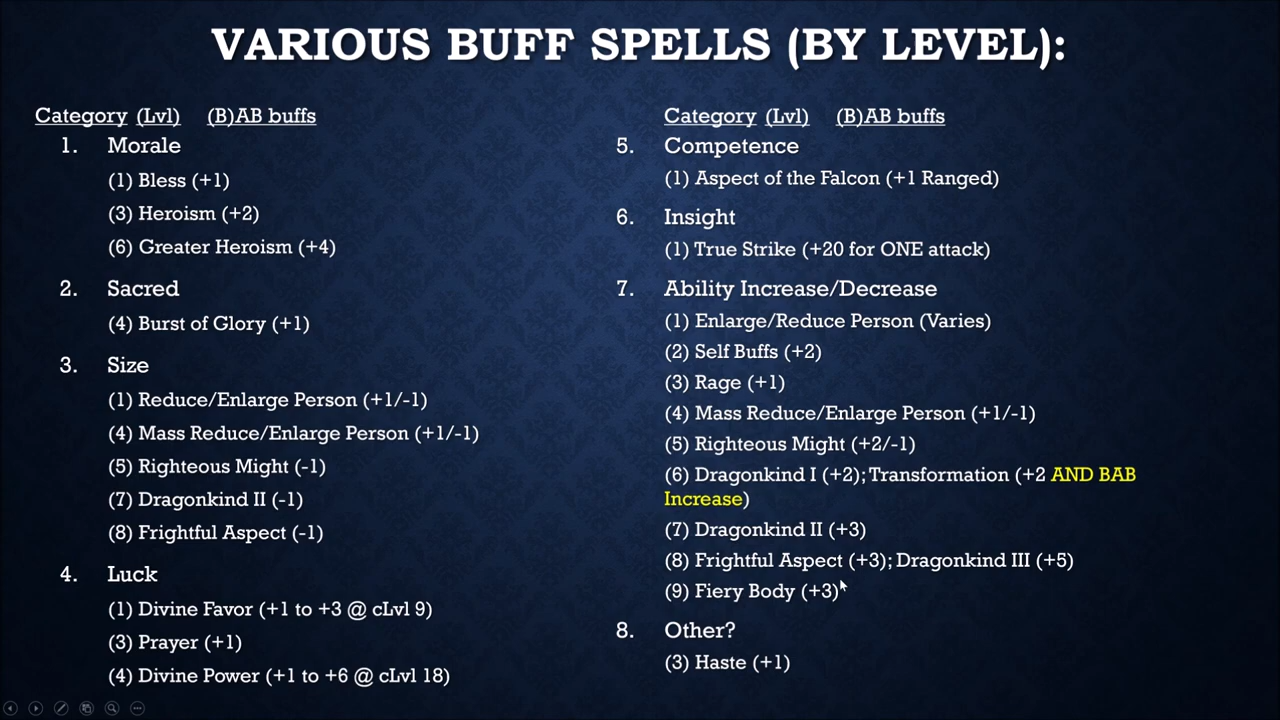 VARIOUS BUFF SPELLS (BY LEVEL):
Category (Lvl) (B)AB buffs
1. Morale
(1) Bless (+1)
(3) Heroism (+2)
(6) Greater Heroism (+4)
2. Sacred
(4) Burst of Glory (+1)
3. Size
(1) Reduce/Enlarge Person (+1/-1)
(4) Mass Reduce/Enlarge Person (+1/-1)
(5) Righteous Might (-1)
(7) Dragonkind II (-1)
(8) Frightful Aspect (-1)
4. Luck
(1) Divine Favor (+1 to +3 @ cLvl 9)
(3) Prayer (+1)
(4) Divine Power (+1 to +6 @ cLvl 18)
Category (Lvl) (B)AB buffs
5. Competence
(1) Aspect of the Falcon (+1 Ranged)
6. Insight
(1) True Strike (+20 for ONE attack)
7. Ability Increase/Decrease
(1) Enlarge/Reduce Person (Varies)
(2) Self Buffs (+2)
(3) Rage (+1)
(4) Mass Reduce/Enlarge Person (+1/-1)
(5) Righteous Might (+2/-1)
(6) Dragonkind I (+2); Transformation (+2 AND BAB
Increase)
(7) Dragonkind II (+3)
(8) Frightful Aspect (+3); Dragonkind III (+5)
(9) Fiery Body (+3)
8. Other?
(3) Haste (+1)